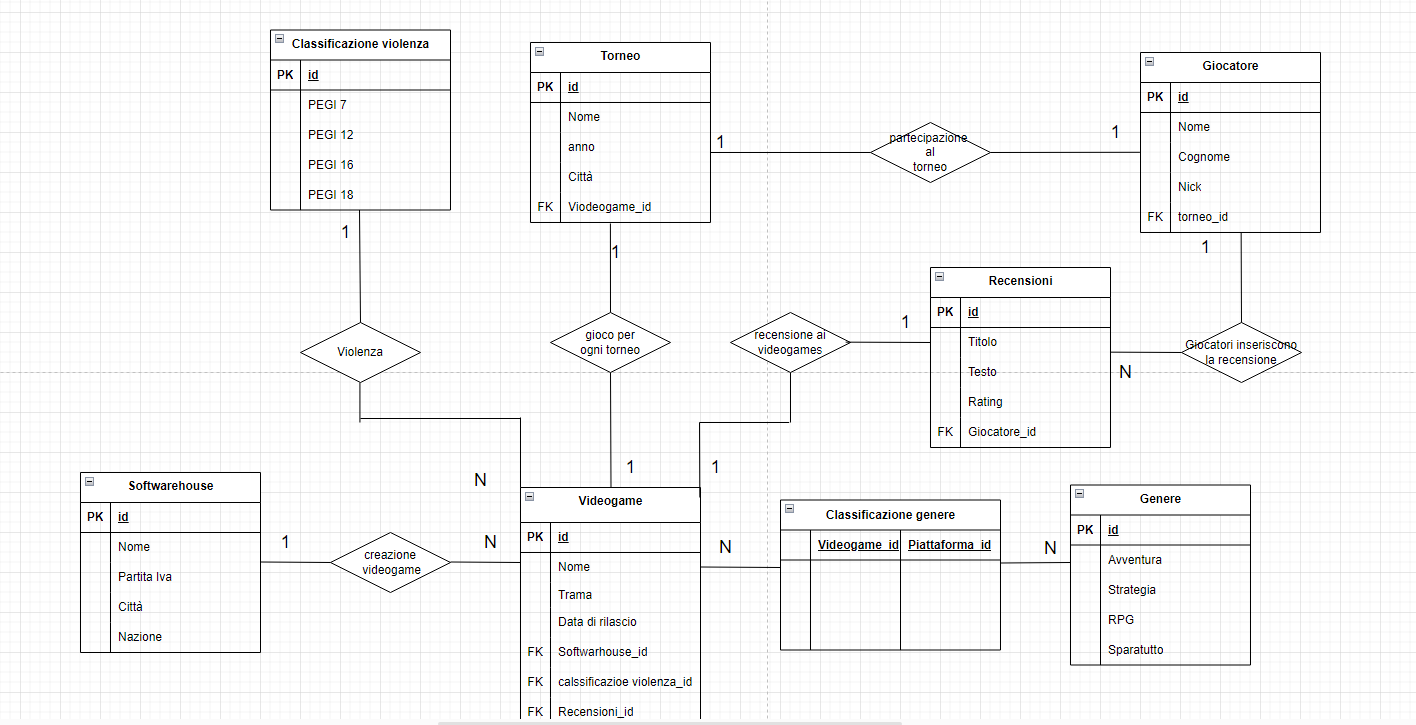 Classificazione violenza
PK id
PEGI 7
PEGI 12
PEGI 16
PEGI 18
1
Torneo
PK id
Nome
anno
Città
FK Viodeogame_id
1
1
partecipazione
al
torneo
1
Giocatore
PK id
Nome
Cognome
Nick
FK torneo_id
1
Violenza
gioco per
ogni torneo
recensione ai
videogames
1
Recensioni
PK id
Titolo
Testo
Rating
FK Giocatore_id
N
Giocatori inseriscono
la recensione
N
1
1
Softwarehouse
PK id
Nome
Partita Iva
Città
Nazione
1
creazione
videogame
N
Videogame
PK id
Nome
Trama
Data di rilascio
FK Softwarhouse_id
FK calssificazioe violenza_id
FK Recensioni_id
N
Classificazione genere
Videogame_id Piattaforma_id
N
Genere
PK id
Avventura
Strategia
RPG
Sparatutto